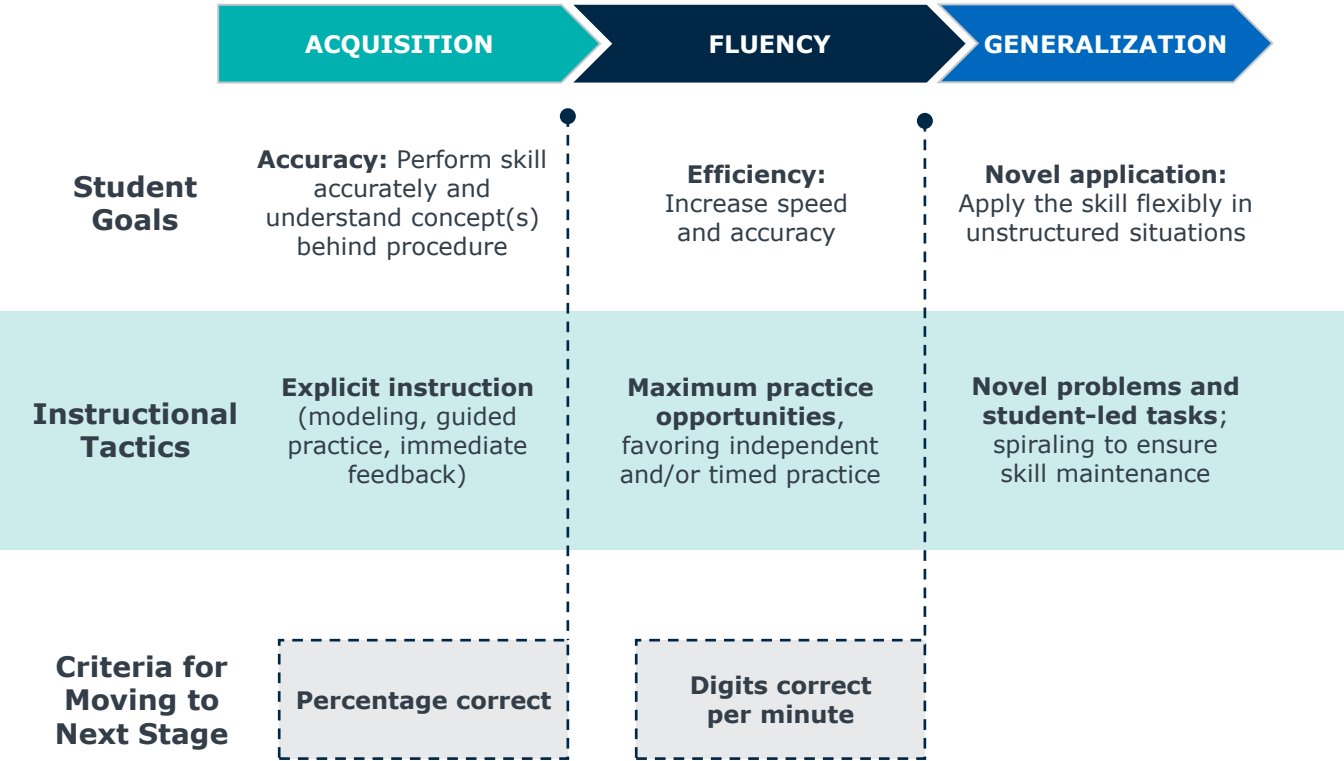 ACQUISITION
FLUENCY
GENERALIZATION
Student
Goals
Accuracy: Perform skill
accurately and
understand concept(s)
behind procedure
Efficiency:
Increase speed
and accuracy
Novel application:
Apply the skill flexibly in
unstructured situations
Instructional
Tactics
Explicit instruction
(modeling, guided
practice, immediate
feedback)
Maximum practice
opportunities,
favoring independent
and/or timed practice
Novel problems and
student-led tasks;
spiraling to ensure
skill maintenance
Criteria for
Moving to
Next Stage
Percentage correct
Digits correct
per minute